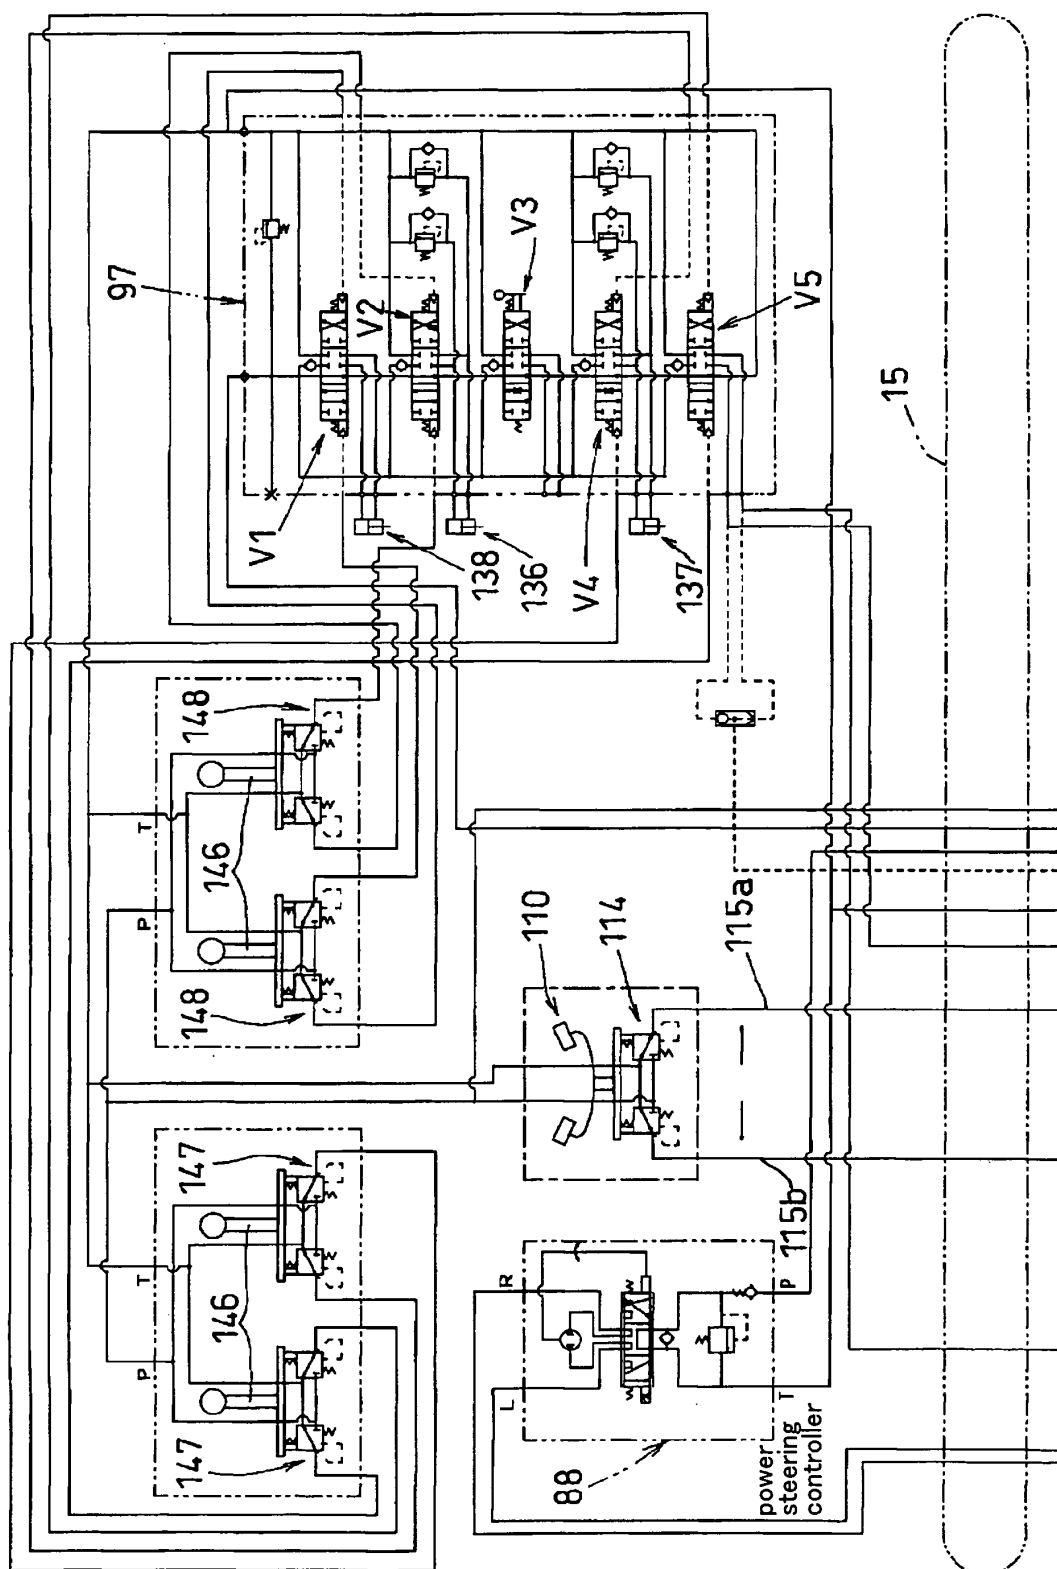 97
V1
V2
V3
V4
V5
138
136
137
15
148
148
146
T
P
110
114
115a
115b
147
147
146
T
P
R
L
P
T
88
power
steering
controller